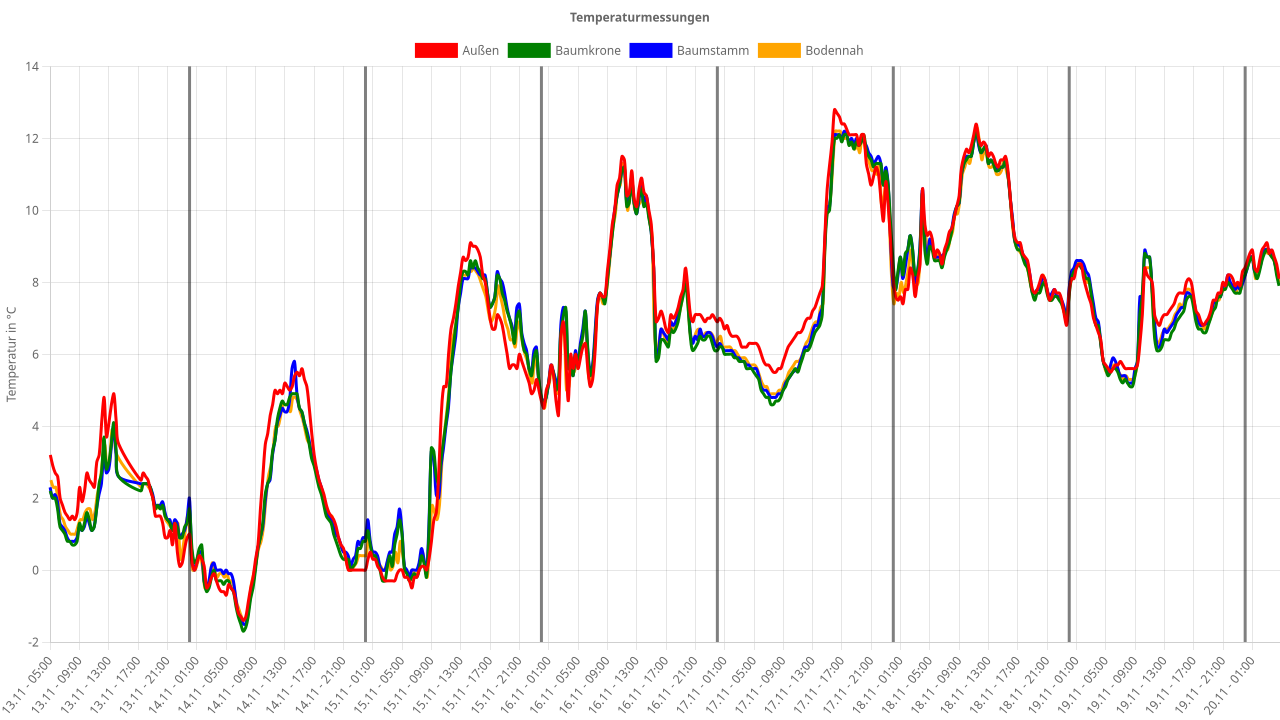 Temperaturmessungen
Außen Baumkrone Baumstamm Bodennah
Temperatur in °C
14
12
10
8
6
4
2
0
-2
13.11 - 05:00
13.11 - 09:00
13.11 - 13:00
13.11 - 17:00
13.11 - 21:00
14.11 - 01:00
14.11 - 05:00
14.11 - 09:00
14.11 - 13:00
14.11 - 17:00
14.11 - 21:00
15.11 - 01:00
15.11 - 05:00
15.11 - 09:00
15.11 - 13:00
15.11 - 17:00
15.11 - 21:00
16.11 - 01:00
16.11 - 05:00
16.11 - 09:00
16.11 - 13:00
16.11 - 17:00
16.11 - 21:00
17.11 - 01:00
17.11 - 05:00
17.11 - 09:00
17.11 - 13:00
17.11 - 17:00
17.11 - 21:00
18.11 - 01:00
18.11 - 05:00
18.11 - 09:00
18.11 - 13:00
18.11 - 17:00
18.11 - 21:00
19.11 - 01:00
19.11 - 05:00
19.11 - 09:00
19.11 - 13:00
19.11 - 17:00
19.11 - 21:00
20.11 - 01:00